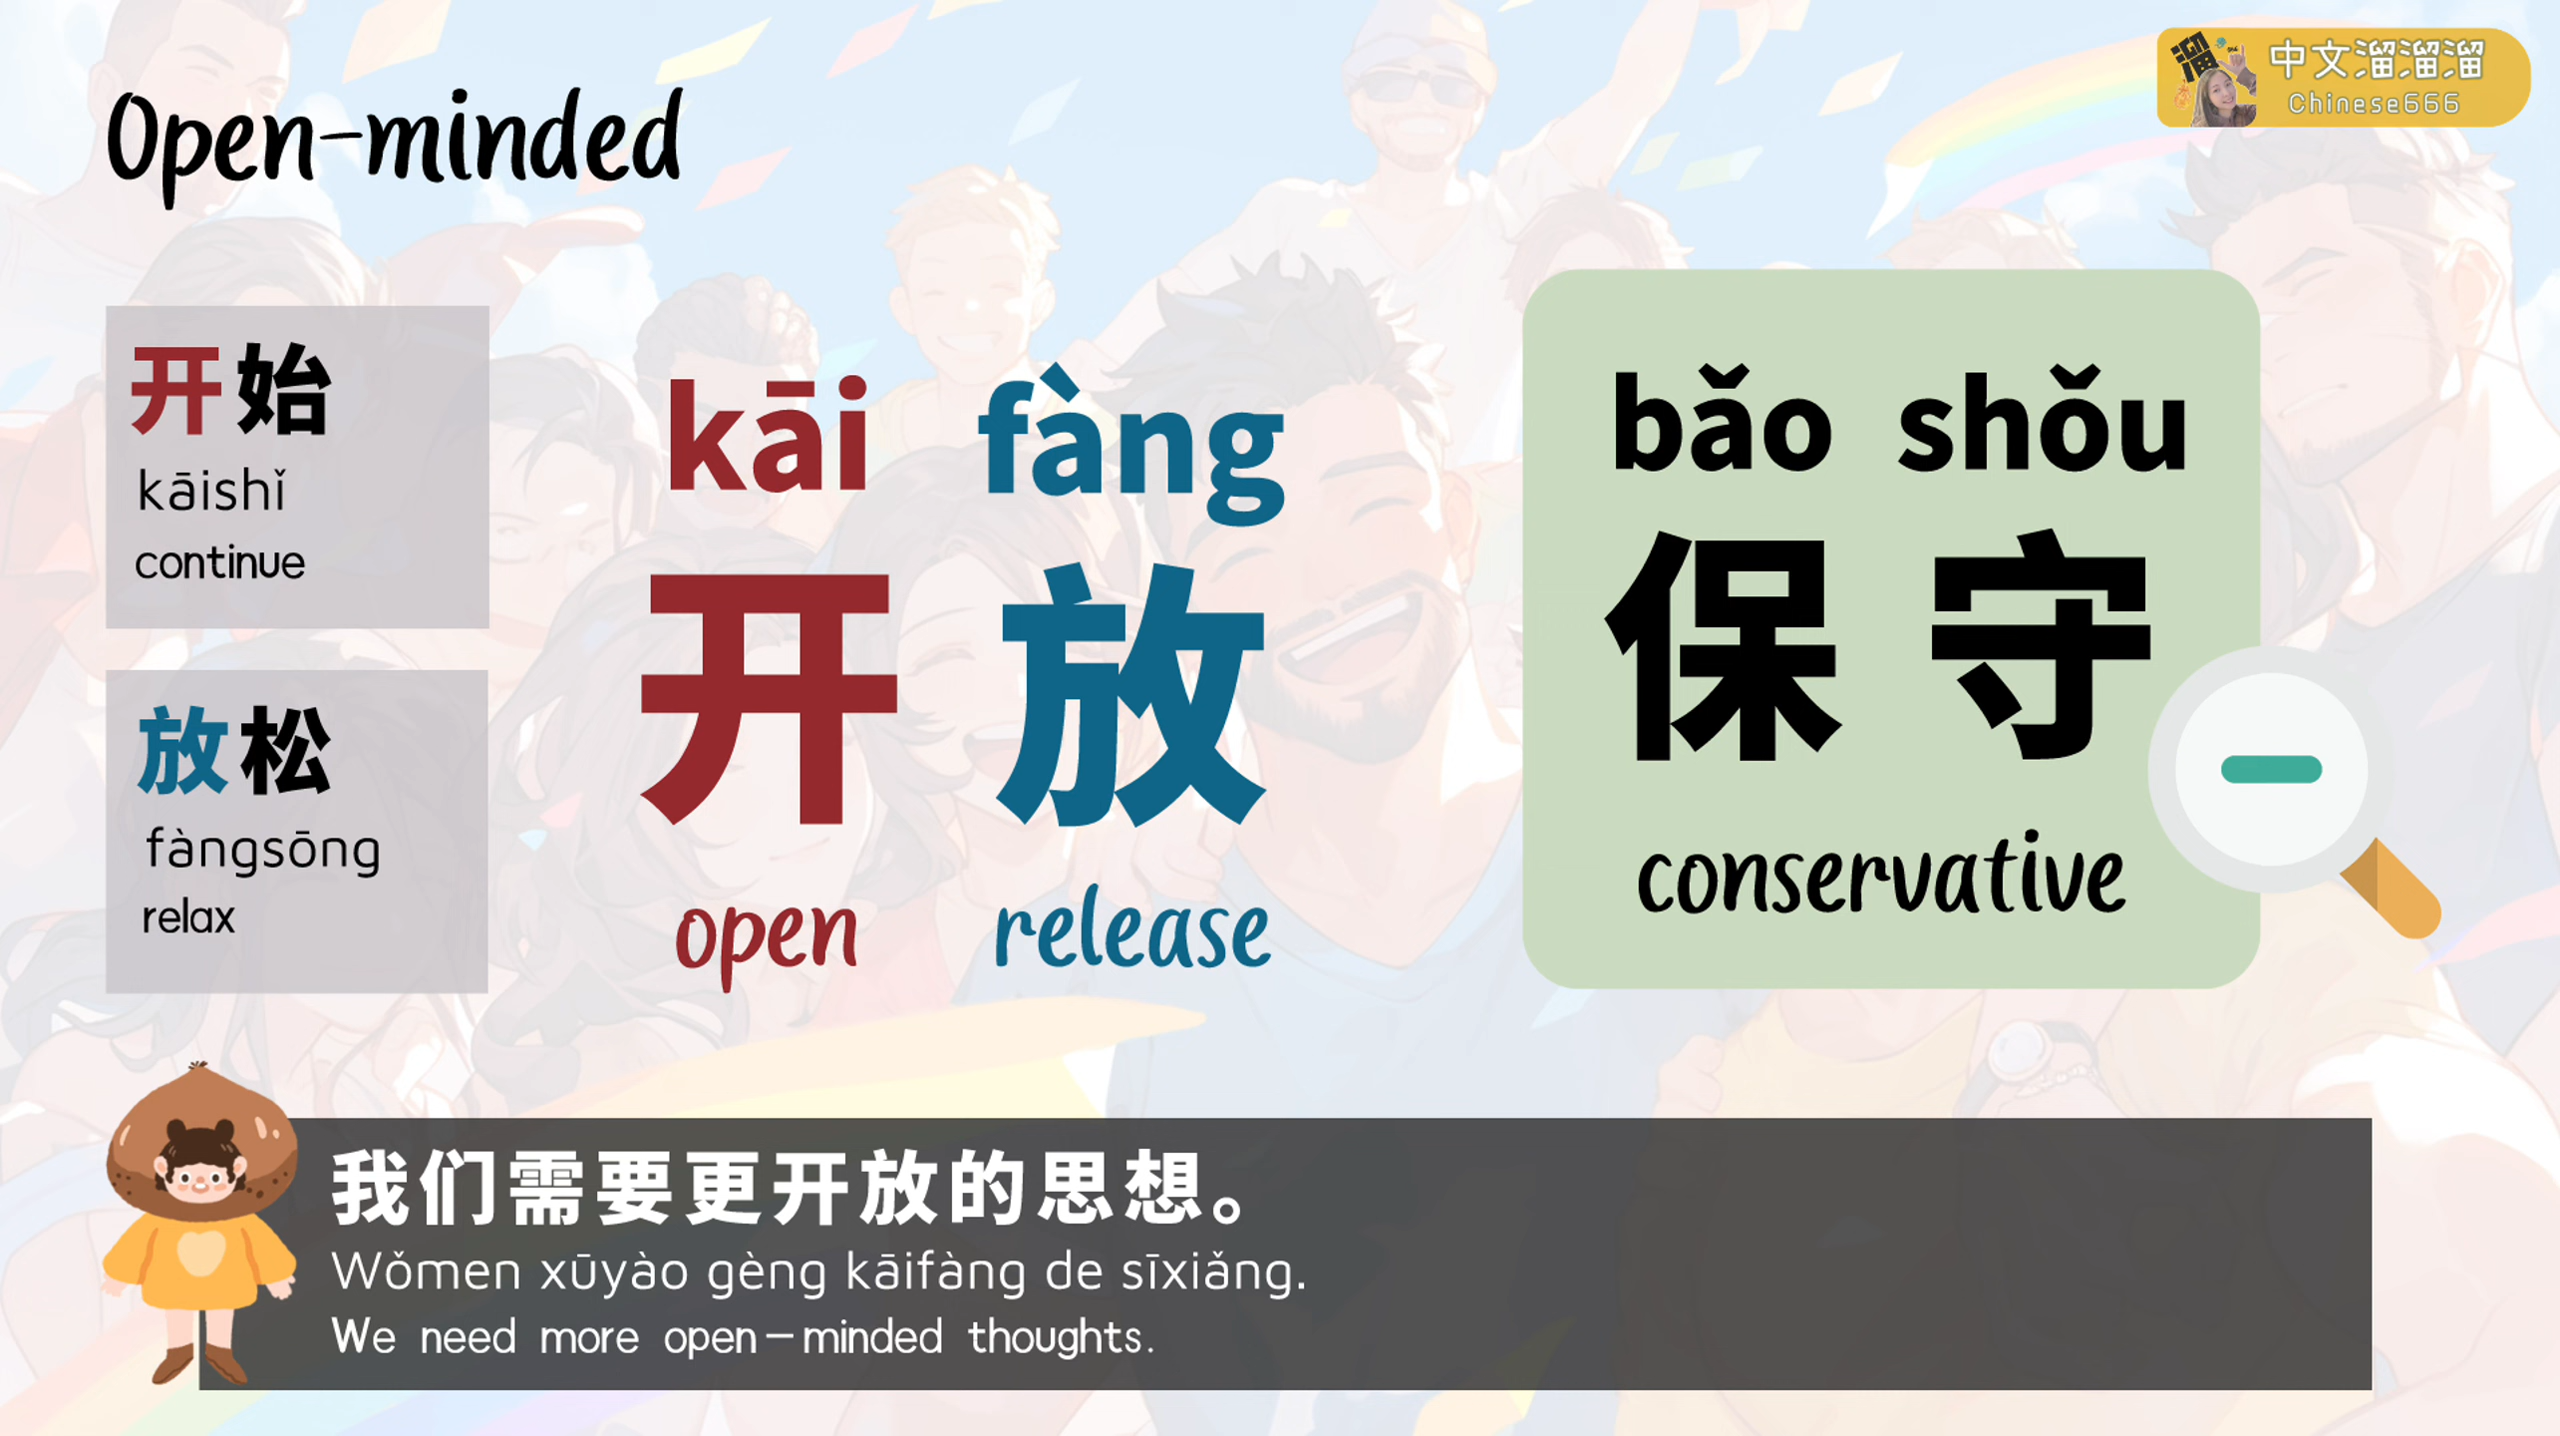 Open-minded
溜
中文溜溜溜
Chinese666
开始
kāishǐ
continue
放松
fàngsōng
relax
kāi fàng
开放
open release
bǎo shǒu
保守
conservative
我们需要更开放的思想。
Wǒmen xūyào gèng kāifàng de sīxiǎng.
We need more open-minded thoughts.